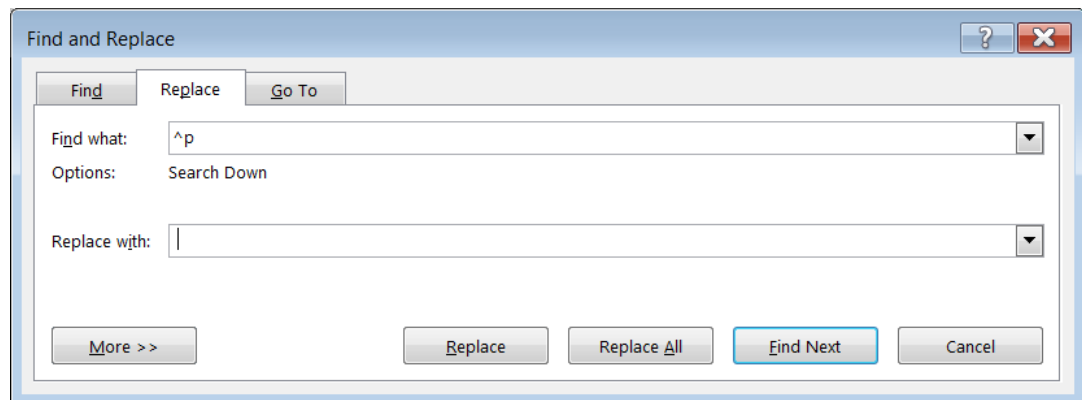 Find and Replace
Find Replace Go To
Find what: ^p
Options: Search Down
Replace with:
More >> Replace Replace All Find Next Cancel